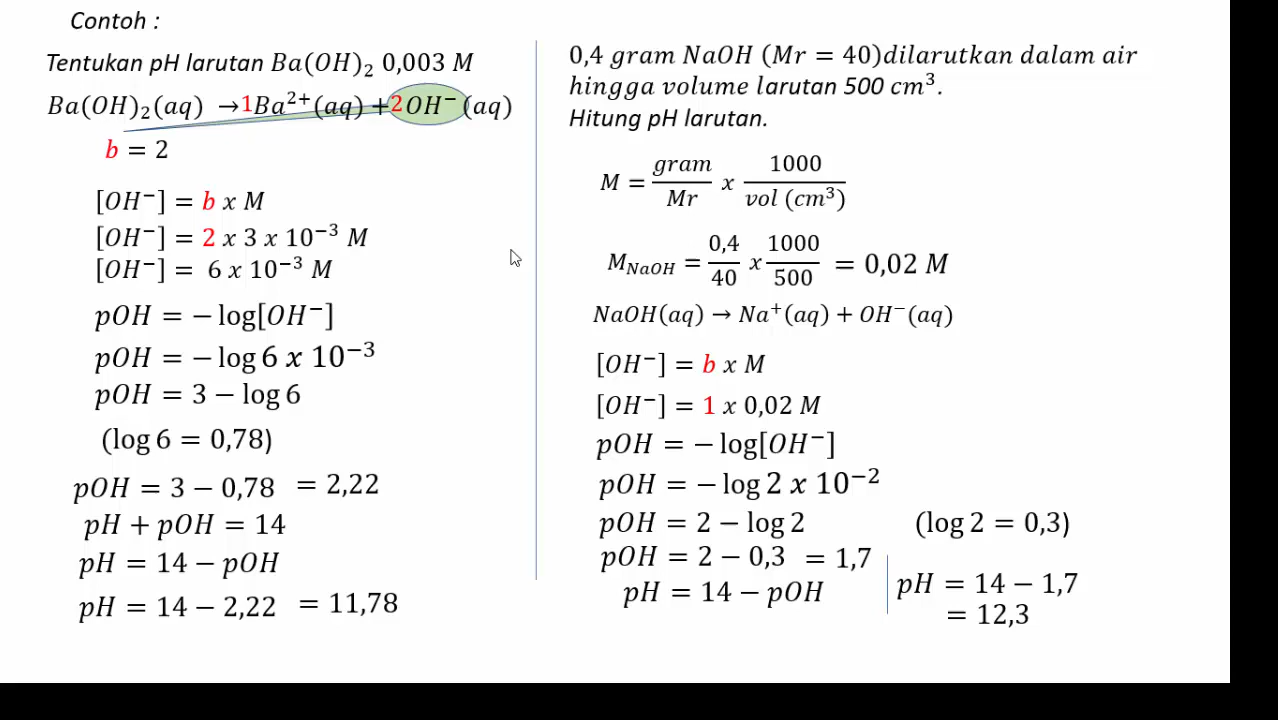 Contoh :
Tentukan pH larutan Ba(OH)₂ 0,003 M
Ba(OH)₂(aq) →1Ba²⁺(aq) +2OH⁻(aq)
b = 2
[OH⁻] = b x M
[OH⁻] = 2 x 3 x 10⁻³ M
[OH⁻] = 6 x 10⁻³ M
pOH = − log[OH⁻]
pOH = − log 6 x 10⁻³
pOH = 3 − log 6
(log 6 = 0,78)
pOH = 3 − 0,78 = 2,22
pH + pOH = 14
pH = 14 − pOH
pH = 14 − 2,22 = 11,78
0,4 gram NaOH (Mr = 40)dilarutkan dalam air
hingga volume larutan 500 cm³.
Hitung pH larutan.
M = gram/Mr x 1000/vol (cm³)
M_NaOH = 0,4/40 x 1000/500 = 0,02 M
NaOH(aq) → Na⁺(aq) + OH⁻(aq)
[OH⁻] = b x M
[OH⁻] = 1 x 0,02 M
pOH = − log[OH⁻]
pOH = − log 2 x 10⁻²
pOH = 2 − log 2 (log 2 = 0,3)
pOH = 2 − 0,3 = 1,7
pH = 14 − pOH
pH = 14 − 1,7
= 12,3